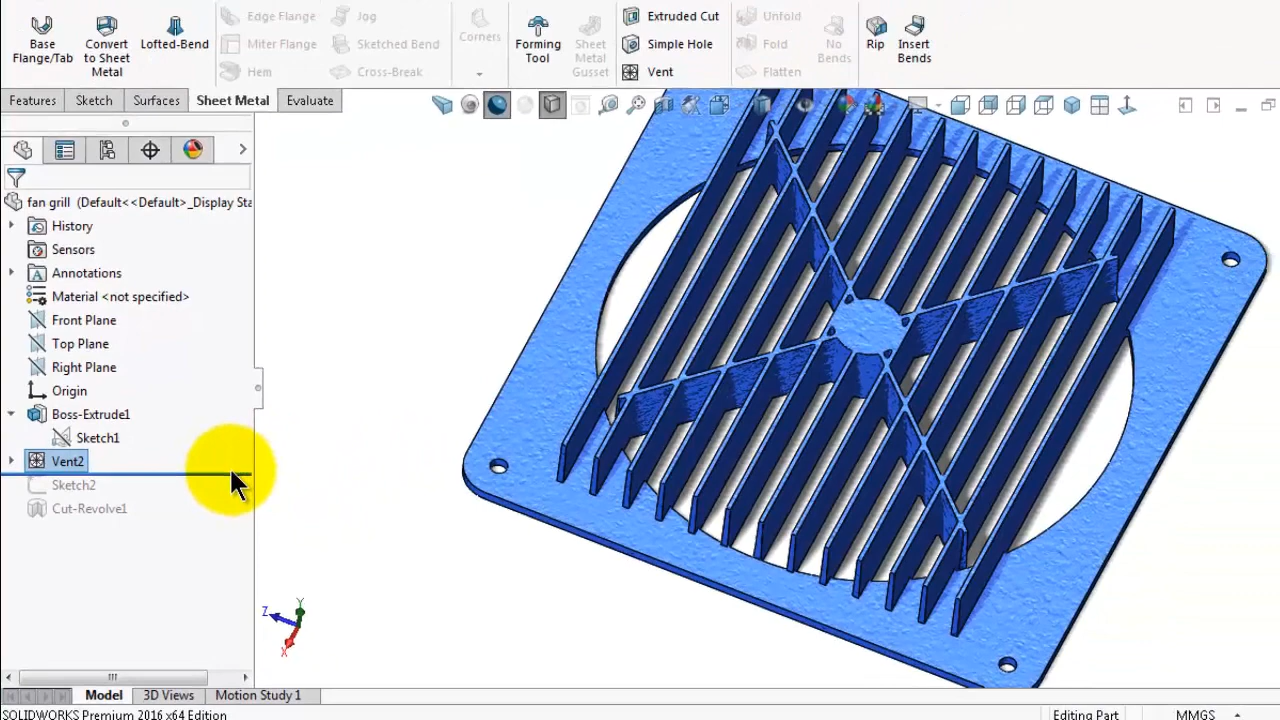 Base Flange/Tab
Convert to Sheet Metal
Lofted-Bend
Edge Flange
Miter Flange
Hem
Jog
Sketched Bend
Cross-Break
Corners
Forming Tool
Sheet Metal Gusset
Extruded Cut
Simple Hole
Vent
Unfold
Fold
Flatten
No Bends
Rip
Insert Bends
Features
Sketch
Surfaces
Sheet Metal
Evaluate
fan grill (Default<<Default>_Display Sta
History
Sensors
Annotations
Material <not specified>
Front Plane
Top Plane
Right Plane
Origin
Boss-Extrude1
Sketch1
Vent2
Sketch2
Cut-Revolve1
Y
Z
X
Model
3D Views
Motion Study 1
SOLIDWORKS Premium 2016 x64 Edition
Editing Part
MMGS